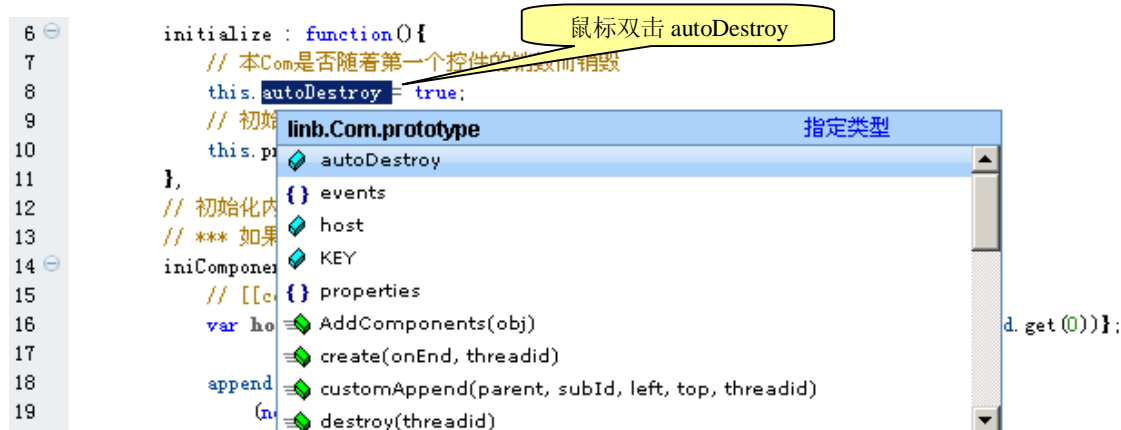 鼠标双击 autoDestroy
6 initialize : function(){
7 // 本Com是否随着第一个控件的销毁而销毁
8 this.autoDestroy = true;
9 // 初始
10 this.pr
11 },
12 // 初始化内
13 // *** 如果
14 iniComponen
15 // [[co
16 var ho d.get(0))};
17
18 append
19 (ne
linb.Com.prototype 指定类型
autoDestroy
{} events
host
KEY
{} properties
AddComponents(obj)
create(onEnd, threadid)
customAppend(parent, subId, left, top, threadid)
destroy(threadid)